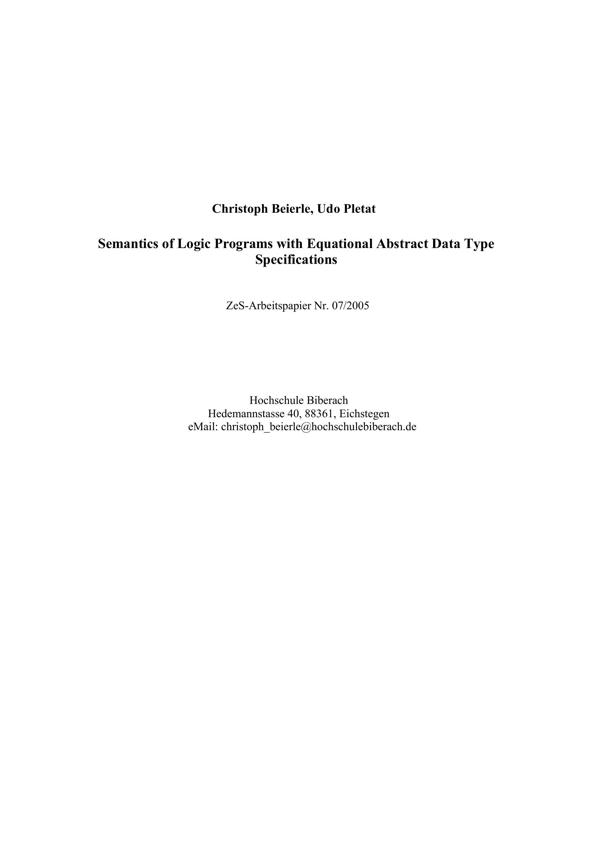 Christoph Beierle, Udo Pletat
Semantics of Logic Programs with Equational Abstract Data Type
Specifications
ZeS-Arbeitspapier Nr. 07/2005
Hochschule Biberach
Hedemannstasse 40, 88361, Eichstegen
eMail: christoph_beierle@hochschulebiberach.de